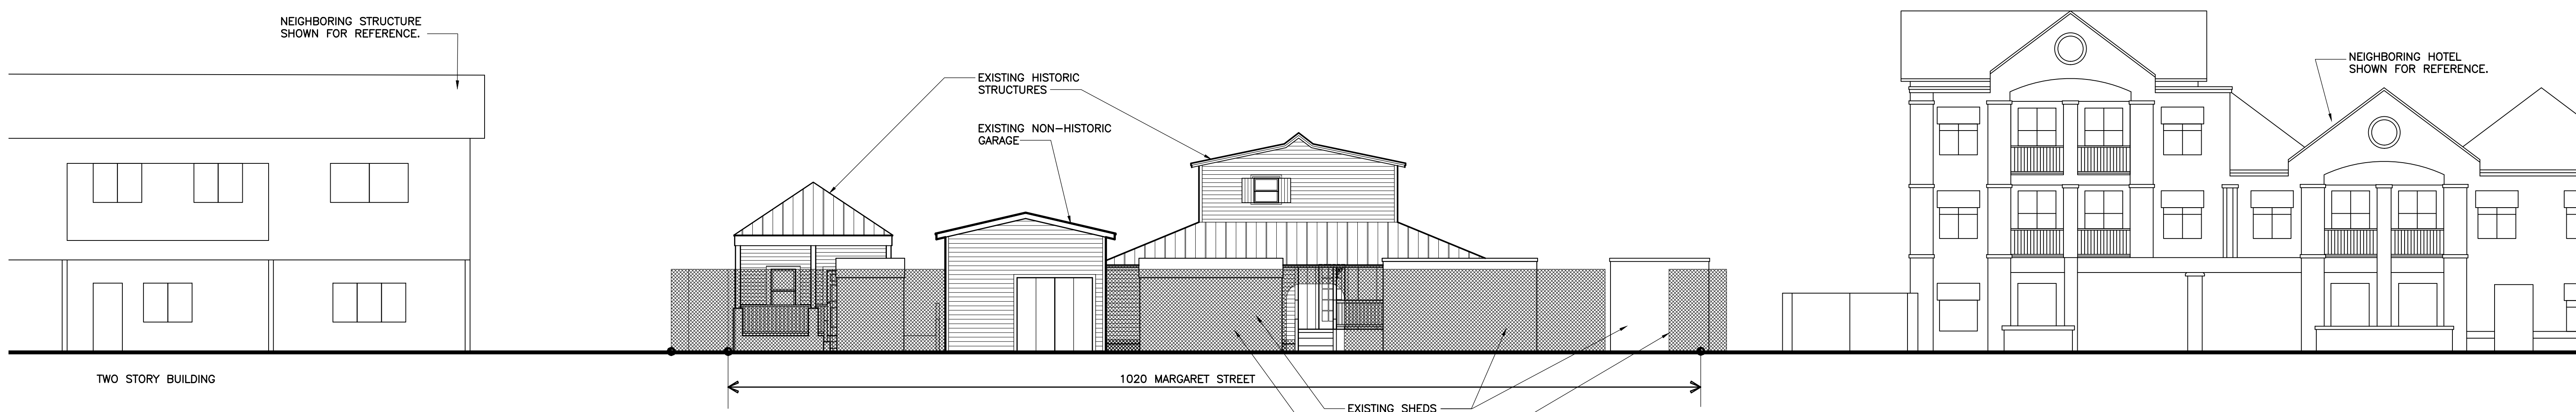 NEIGHBORING STRUCTURE
SHOWN FOR REFERENCE.
EXISTING HISTORIC
STRUCTURES
EXISTING NON-HISTORIC
GARAGE
NEIGHBORING HOTEL
SHOWN FOR REFERENCE.
TWO STORY BUILDING
1020 MARGARET STREET
EXISTING SHEDS